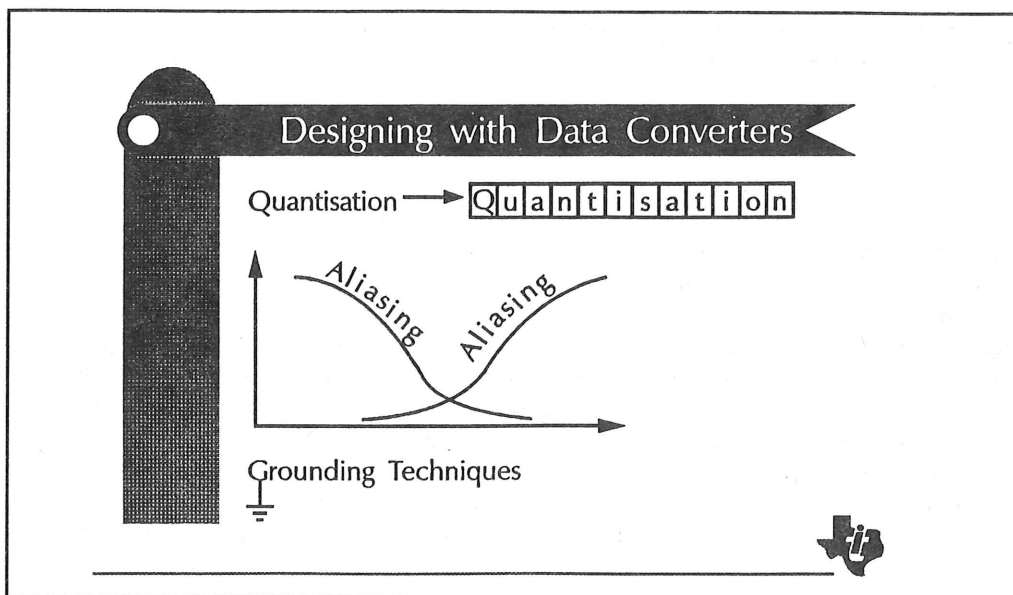 Designing with Data Converters
Quantisation Quantisation
Aliasing Aliasing
Grounding Techniques